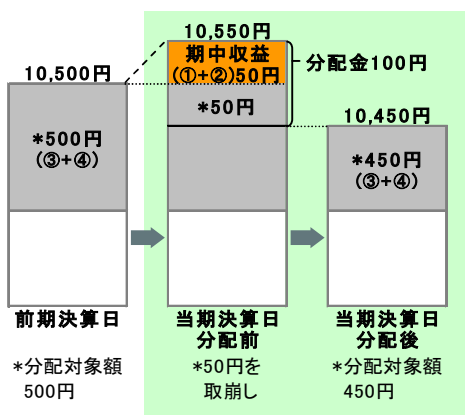 10,550円
期中収益
(①+②)50円
分配金100円
10,500円
*50円
10,450円
*500円
(③+④)
*450円
(③+④)
前期決算日
当期決算日
分配前
当期決算日
分配後
*分配対象額
500円
*50円を
取崩し
*分配対象額
450円